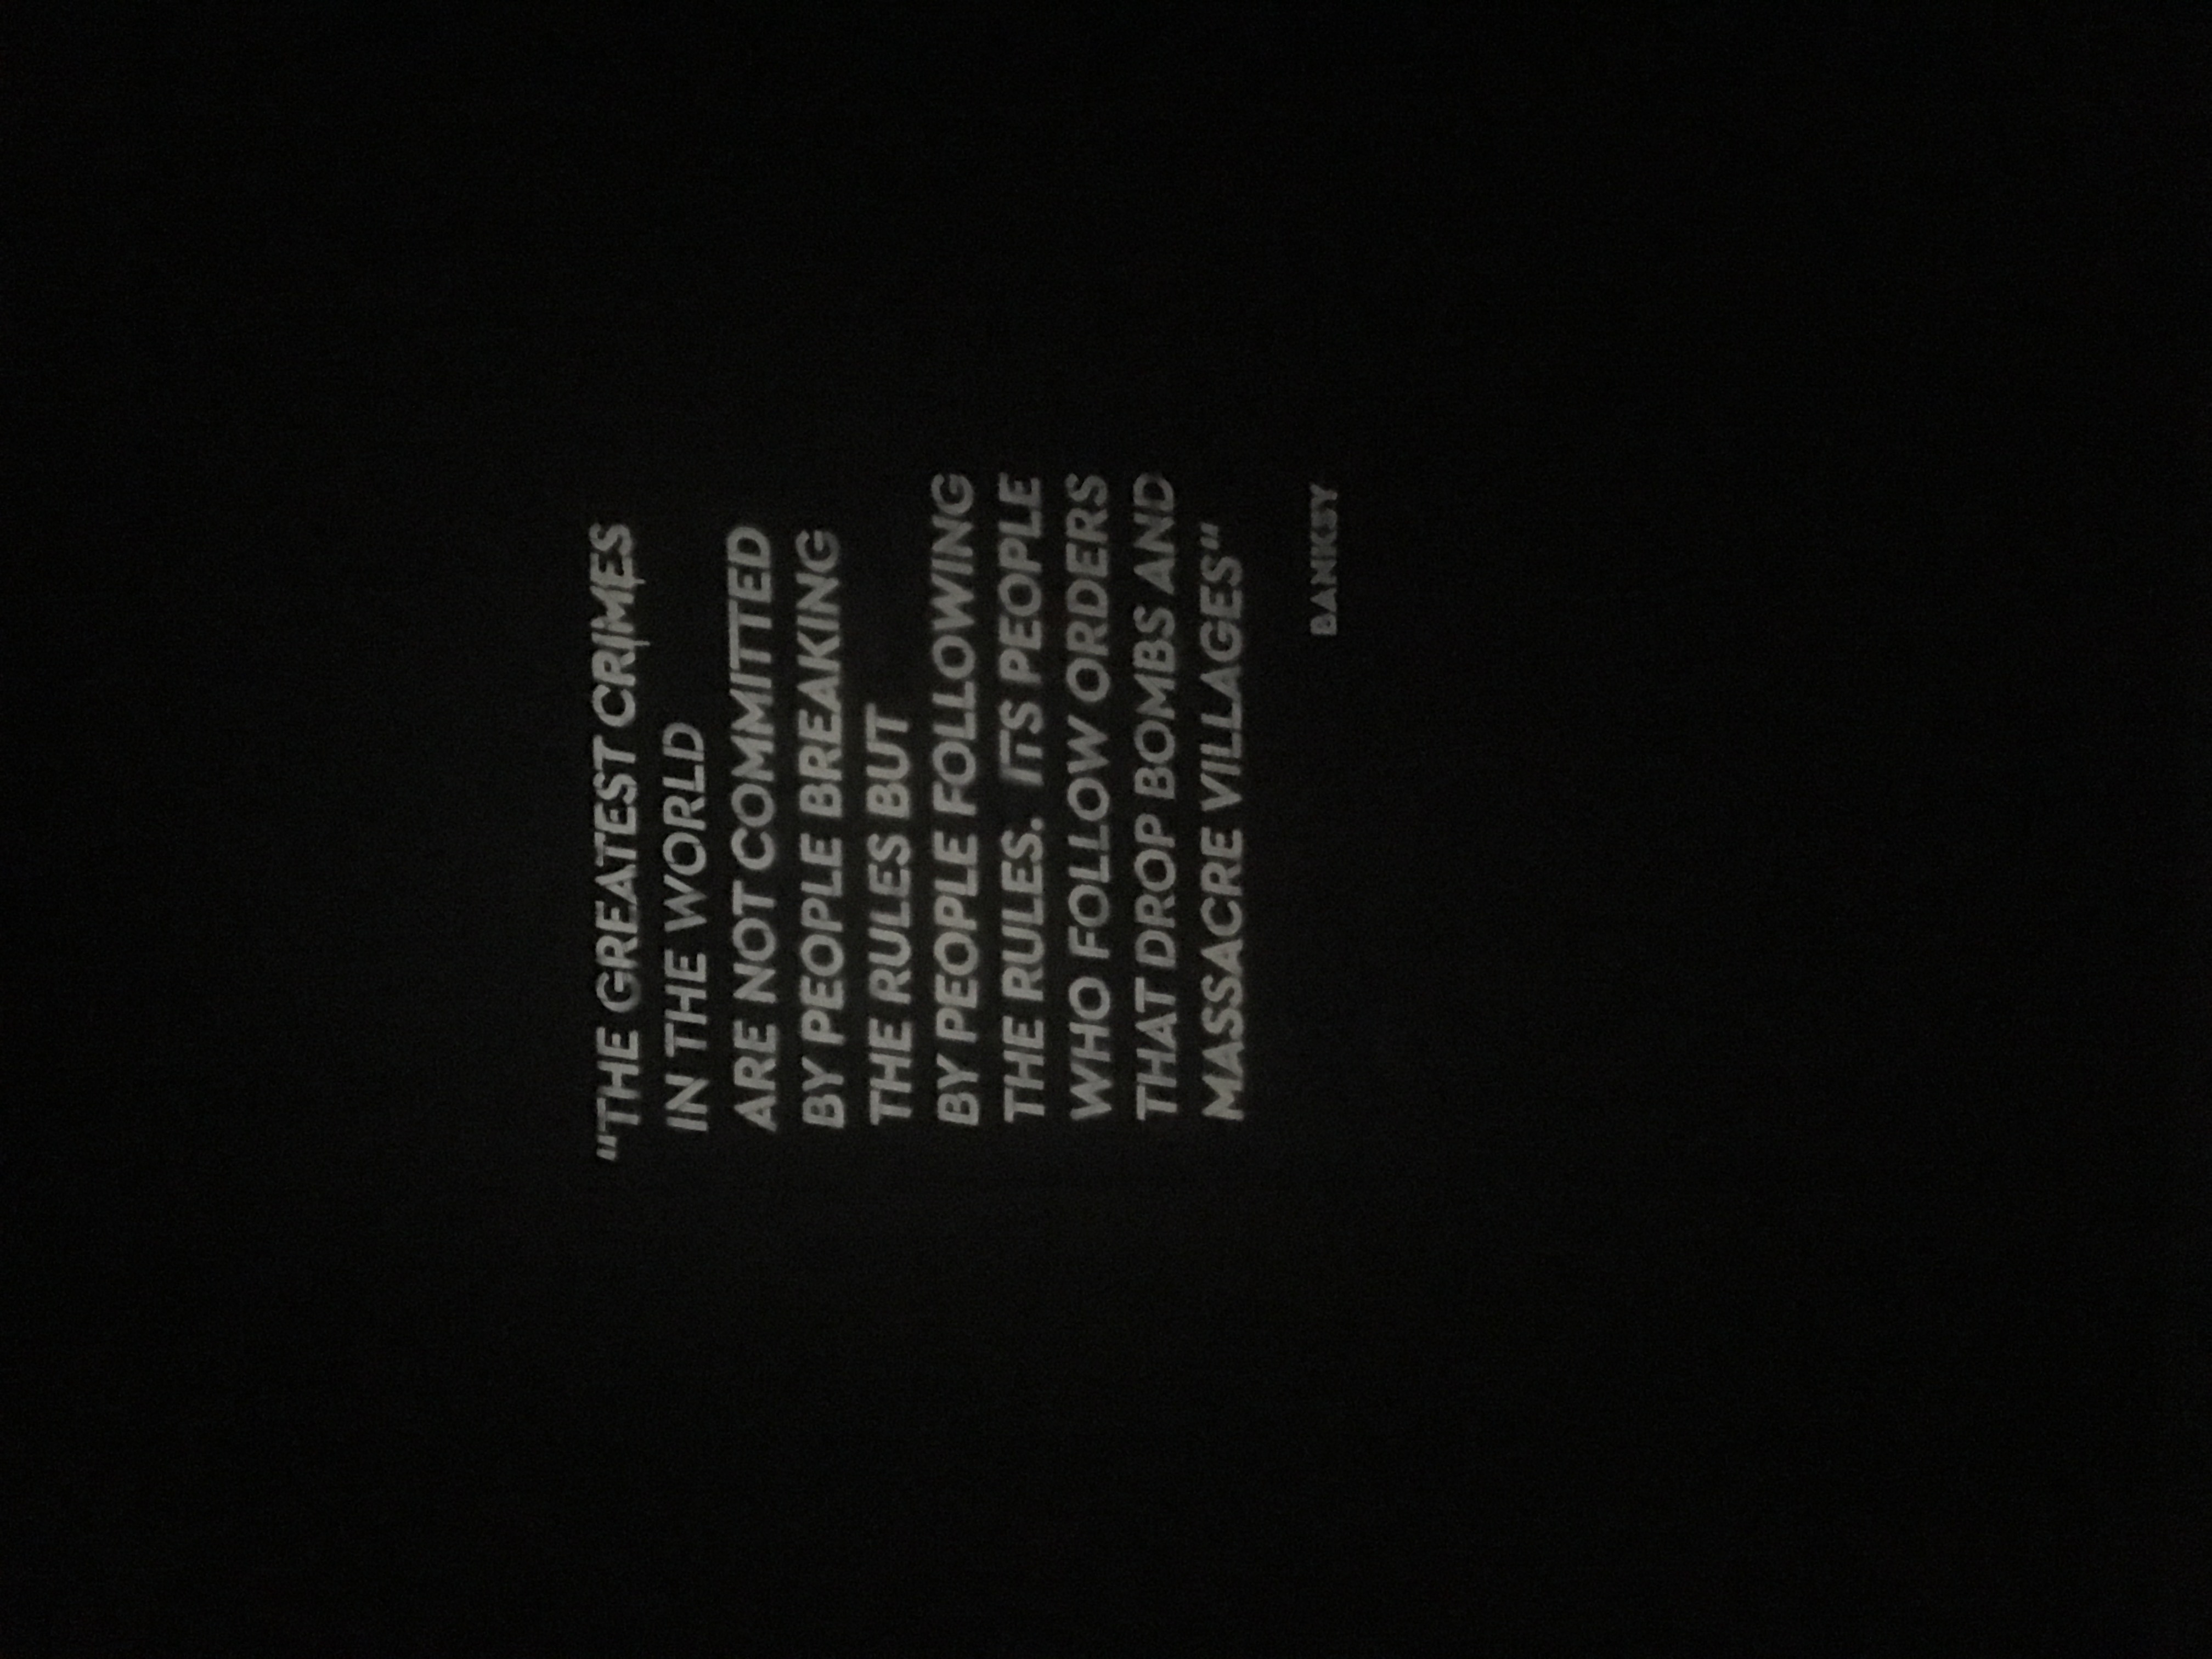 "THE GREATEST CRIMES
IN THE WORLD
ARE NOT COMMITTED
BY PEOPLE BREAKING
THE RULES BUT
BY PEOPLE FOLLOWING
THE RULES. ITS PEOPLE
WHO FOLLOW ORDERS
THAT DROP BOMBS AND
MASSACRE VILLAGES"
BANKSY